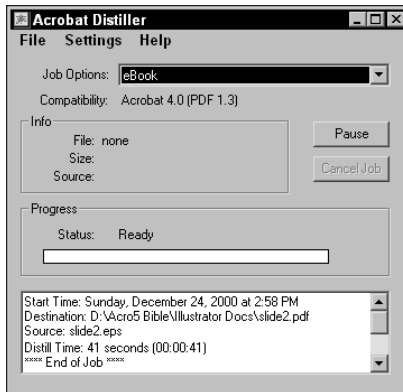 Acrobat Distiller
File Settings Help
Job Options: eBook
Compatibility: Acrobat 4.0 (PDF 1.3)
Info
File: none
Size:
Source:
Pause
Cancel Job
Progress
Status: Ready
Start Time: Sunday, December 24, 2000 at 2:58 PM
Destination: D:\Acro5 Bible\Illustrator Docs\slide2.pdf
Source: slide2.eps
Distill Time: 41 seconds (00:00:41)
**** End of Job ****